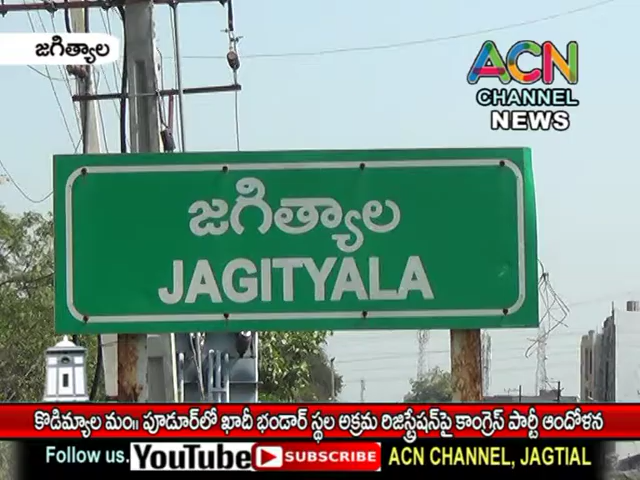 జగిత్యాల
ACN
CHANNEL
NEWS
జగిత్యాల
JAGITYALA
కొడిమ్యాల మం॥ పూడూర్‌లో ఖాదీ భండార్ స్థల అక్రమ రిజిస్ట్రేషన్‌పై కాంగ్రెస్ పార్టీ ఆందోళన
Follow us. YouTube SUBSCRIBE ACN CHANNEL, JAGTIAL